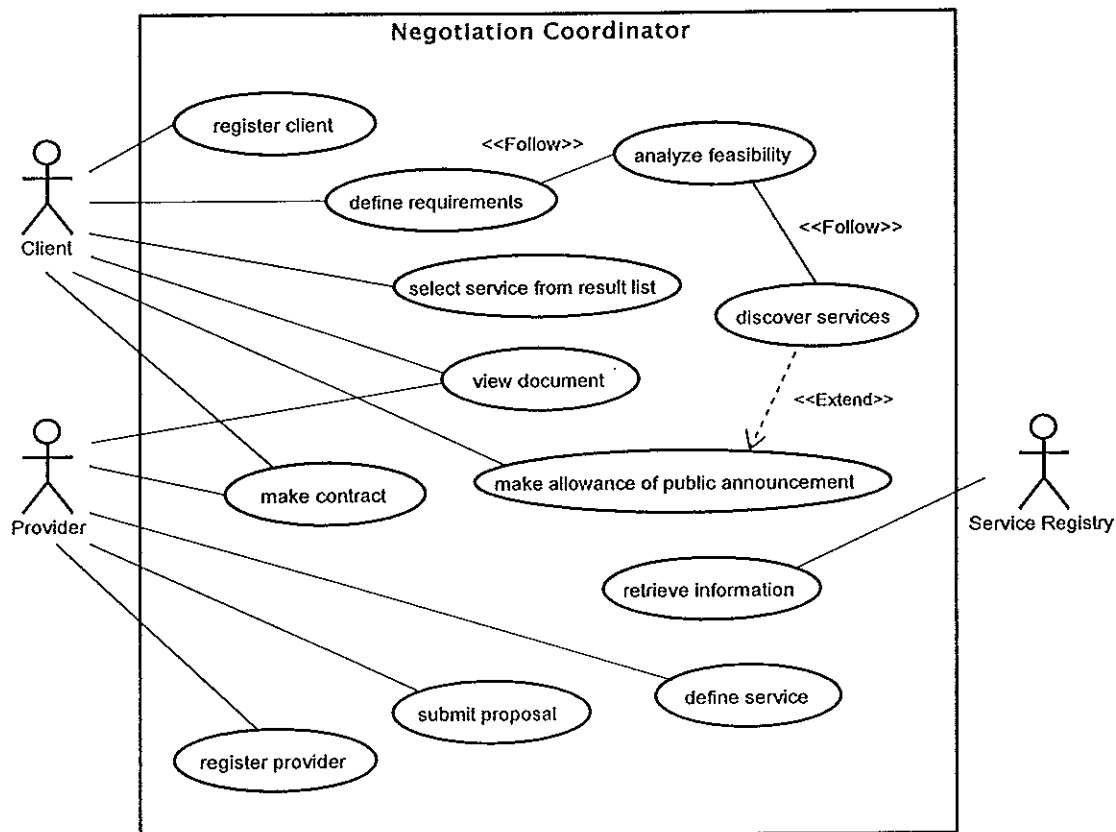 Negotiation Coordinator
register client
<<Follow>>
analyze feasibility
define requirements
Client
<<Follow>>
select service from result list
discover services
view document
<<Extend>>
make allowance of public announcement
make contract
Provider
Service Registry
retrieve information
define service
submit proposal
register provider